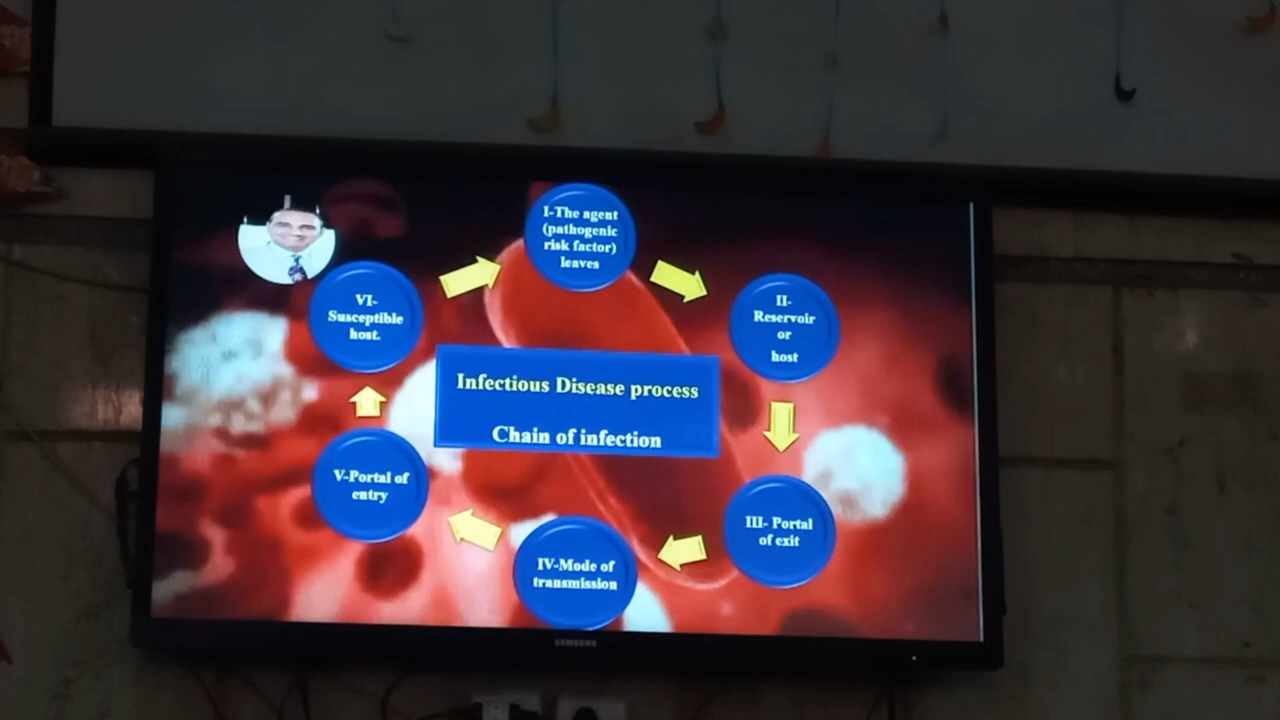 I-The agent
(pathogenic
risk factor)
leaves
II-
Reservoir
or
host
III- Portal
of exit
IV-Mode of
transmission
V-Portal of
entry
VI-
Susceptible
host.
Infectious Disease process
Chain of infection
SAMSUNG